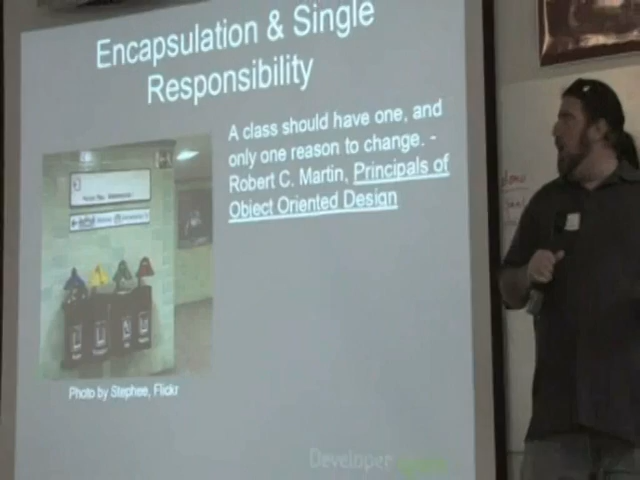 Encapsulation & Single
Responsibility
A class should have one, and
only one reason to change. -
Robert C. Martin, Principals of
Object Oriented Design
Photo by Stephee, Flickr
Developer